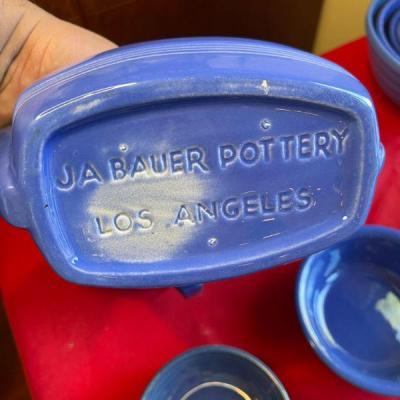 JA BAUER POTTERY
LOS ANGELES